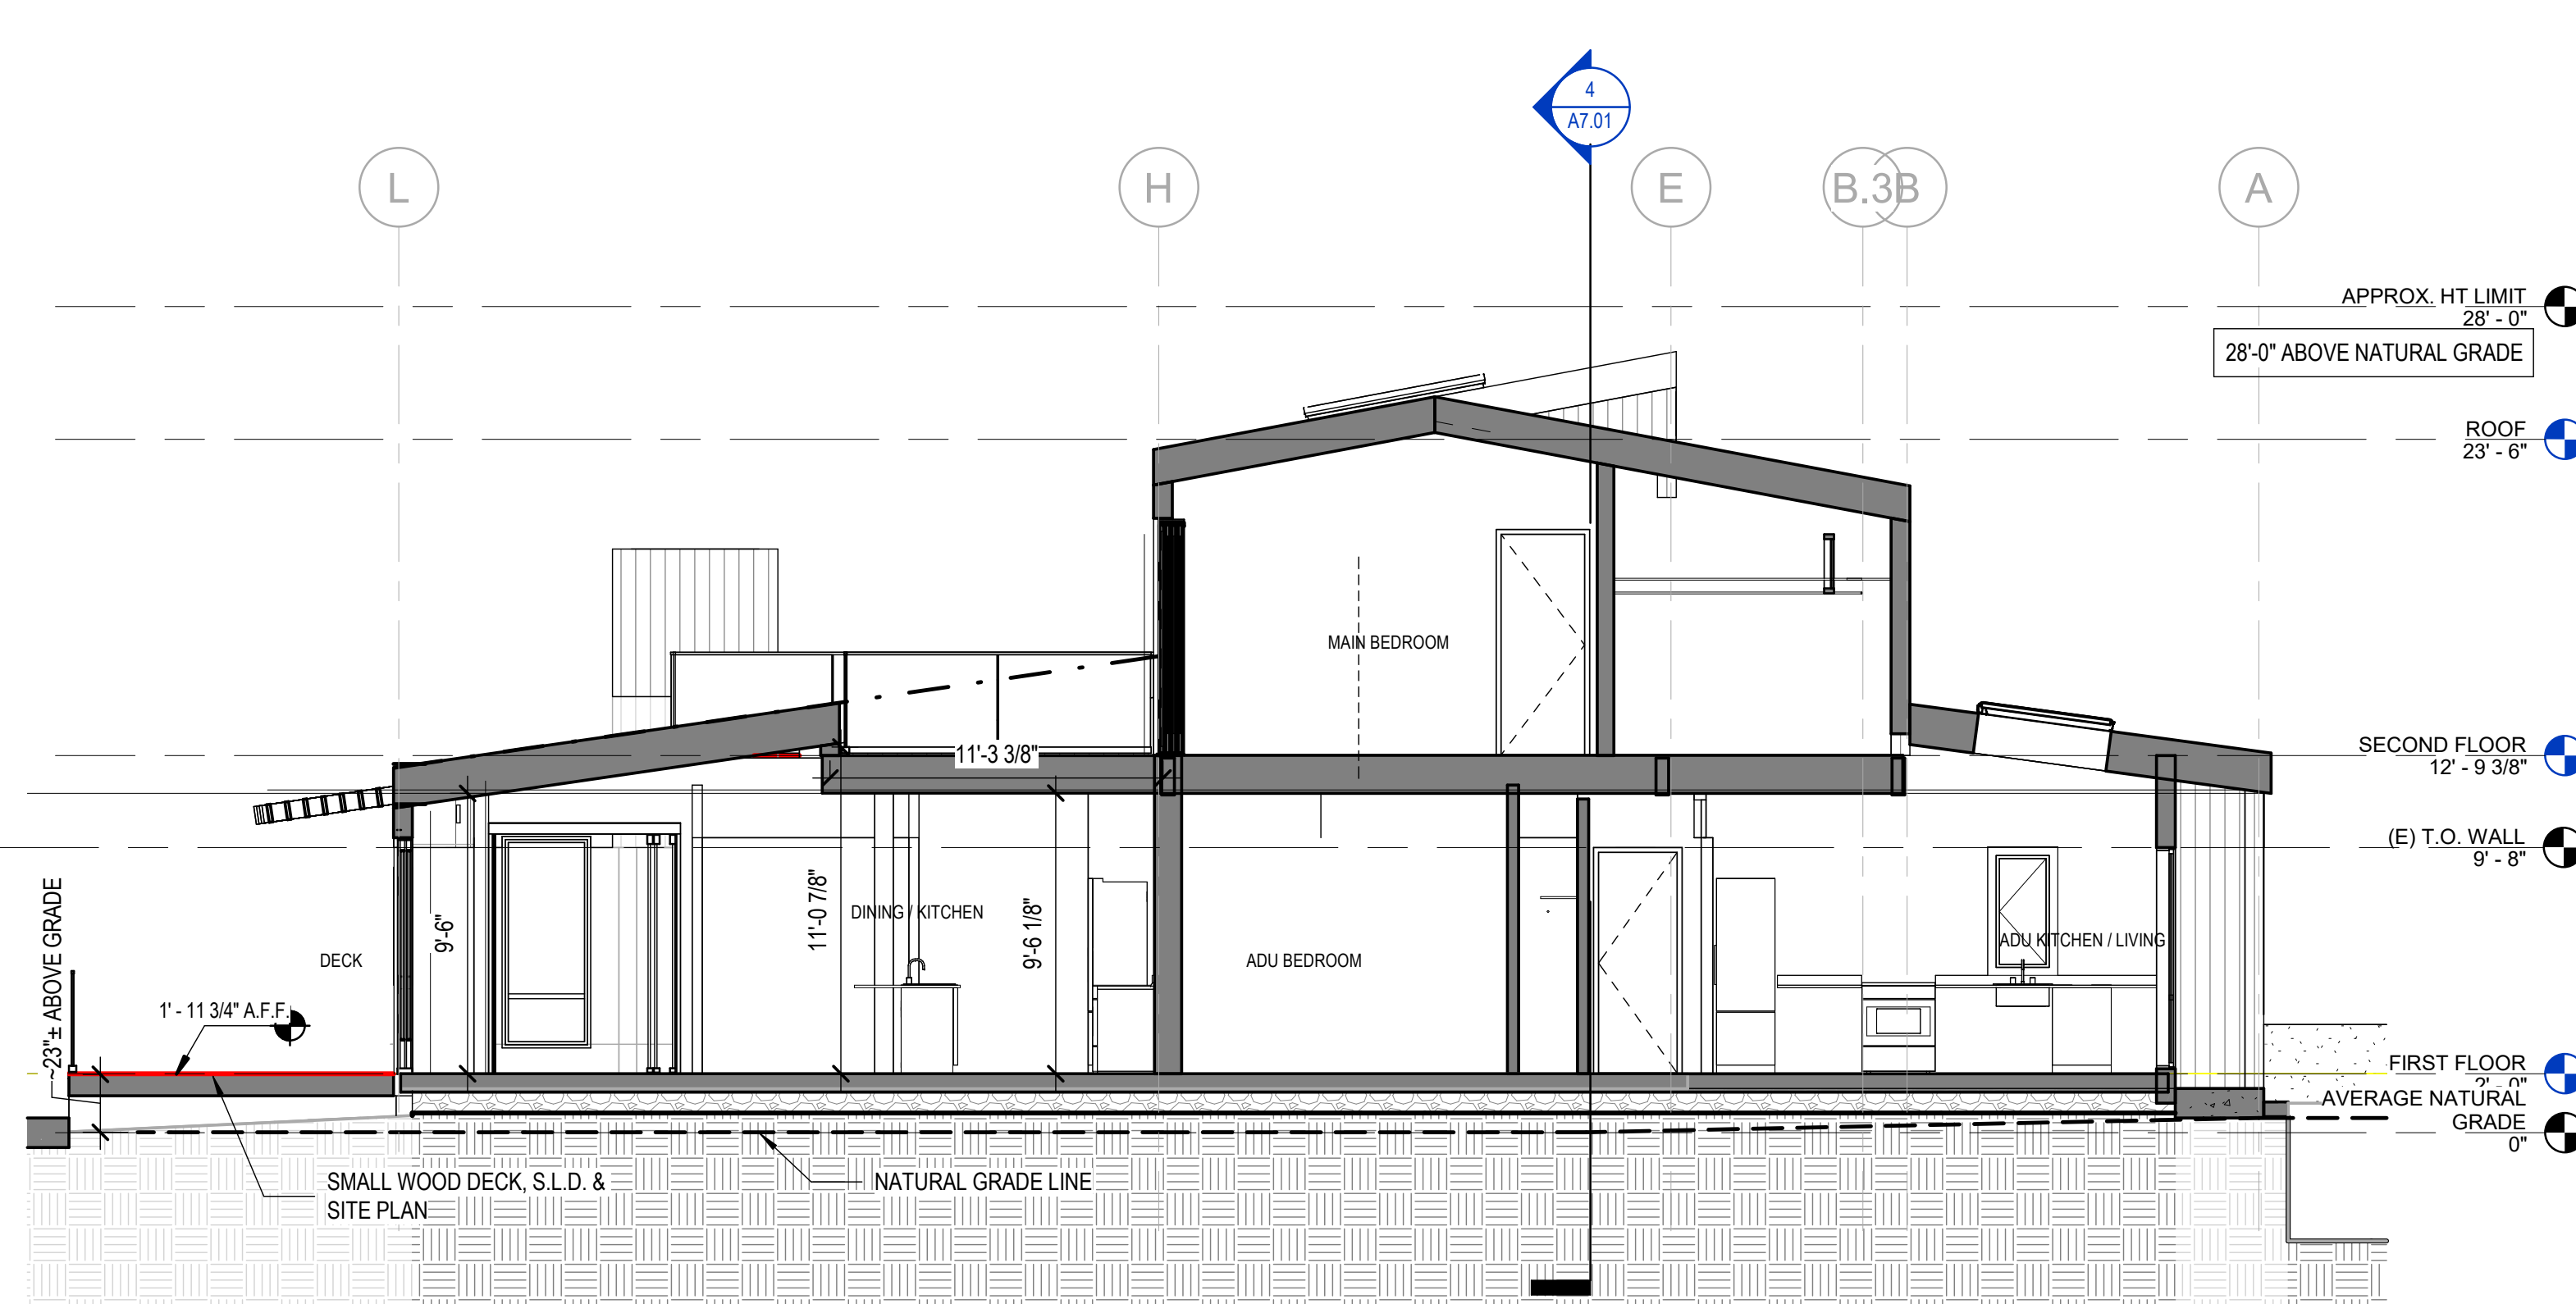 4
A7.01
L
H
E
B.3
B
A
APPROX. HT LIMIT
28' - 0"
28'-0" ABOVE NATURAL GRADE
ROOF
23' - 6"
MAIN BEDROOM
11'-3 3/8"
SECOND FLOOR
12' - 9 3/8"
(E) T.O. WALL
9' - 8"
~23"± ABOVE GRADE
DECK
9'-6"
11'-0 7/8"
DINING / KITCHEN
9'-6 1/8"
ADU BEDROOM
ADU KITCHEN / LIVING
1' - 11 3/4" A.F.F.
FIRST FLOOR
2' - 0"
AVERAGE NATURAL
GRADE
0"
SMALL WOOD DECK, S.L.D. &
SITE PLAN
NATURAL GRADE LINE